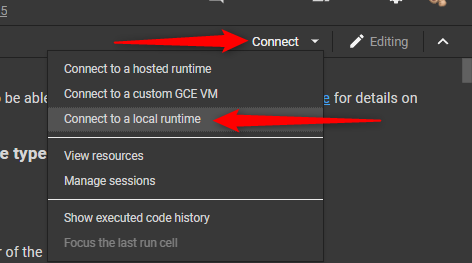 5
Connect
Editing
Connect to a hosted runtime
Connect to a custom GCE VM
o be able
e for details on
Connect to a local runtime
e type
View resources
Manage sessions
Show executed code history
Focus the last run cell
r of the